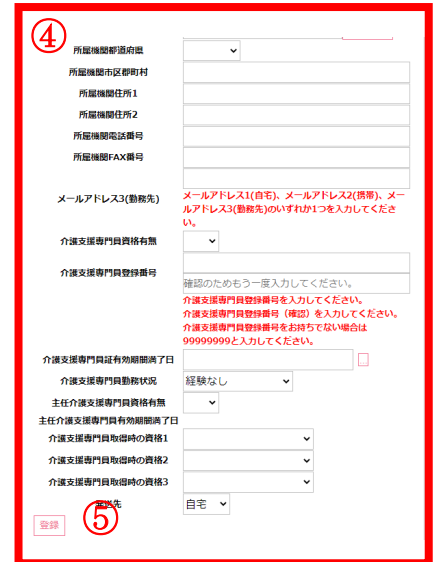 ④
所属機関都道府県
所属機関市区郡町村
所属機関住所1
所属機関住所2
所属機関電話番号
所属機関FAX番号
メールアドレス3(勤務先)
メールアドレス1(自宅)、メールアドレス2(携帯)、メー
ルアドレス3(勤務先)のいずれか1つを入力してくださ
い。
介護支援専門員資格有無
介護支援専門員登録番号
確認のためもう一度入力してください。
介護支援専門員登録番号を入力してください。
介護支援専門員登録番号（確認）を入力してください。
介護支援専門員登録番号をお持ちでない場合は
99999999と入力してください。
介護支援専門員証有効期間満了日
介護支援専門員勤務状況 経験なし
主任介護支援専門員資格有無
主任介護支援専門員有効期間満了日
介護支援専門員取得時の資格1
介護支援専門員取得時の資格2
介護支援専門員取得時の資格3
発送先 自宅
登録 ⑤